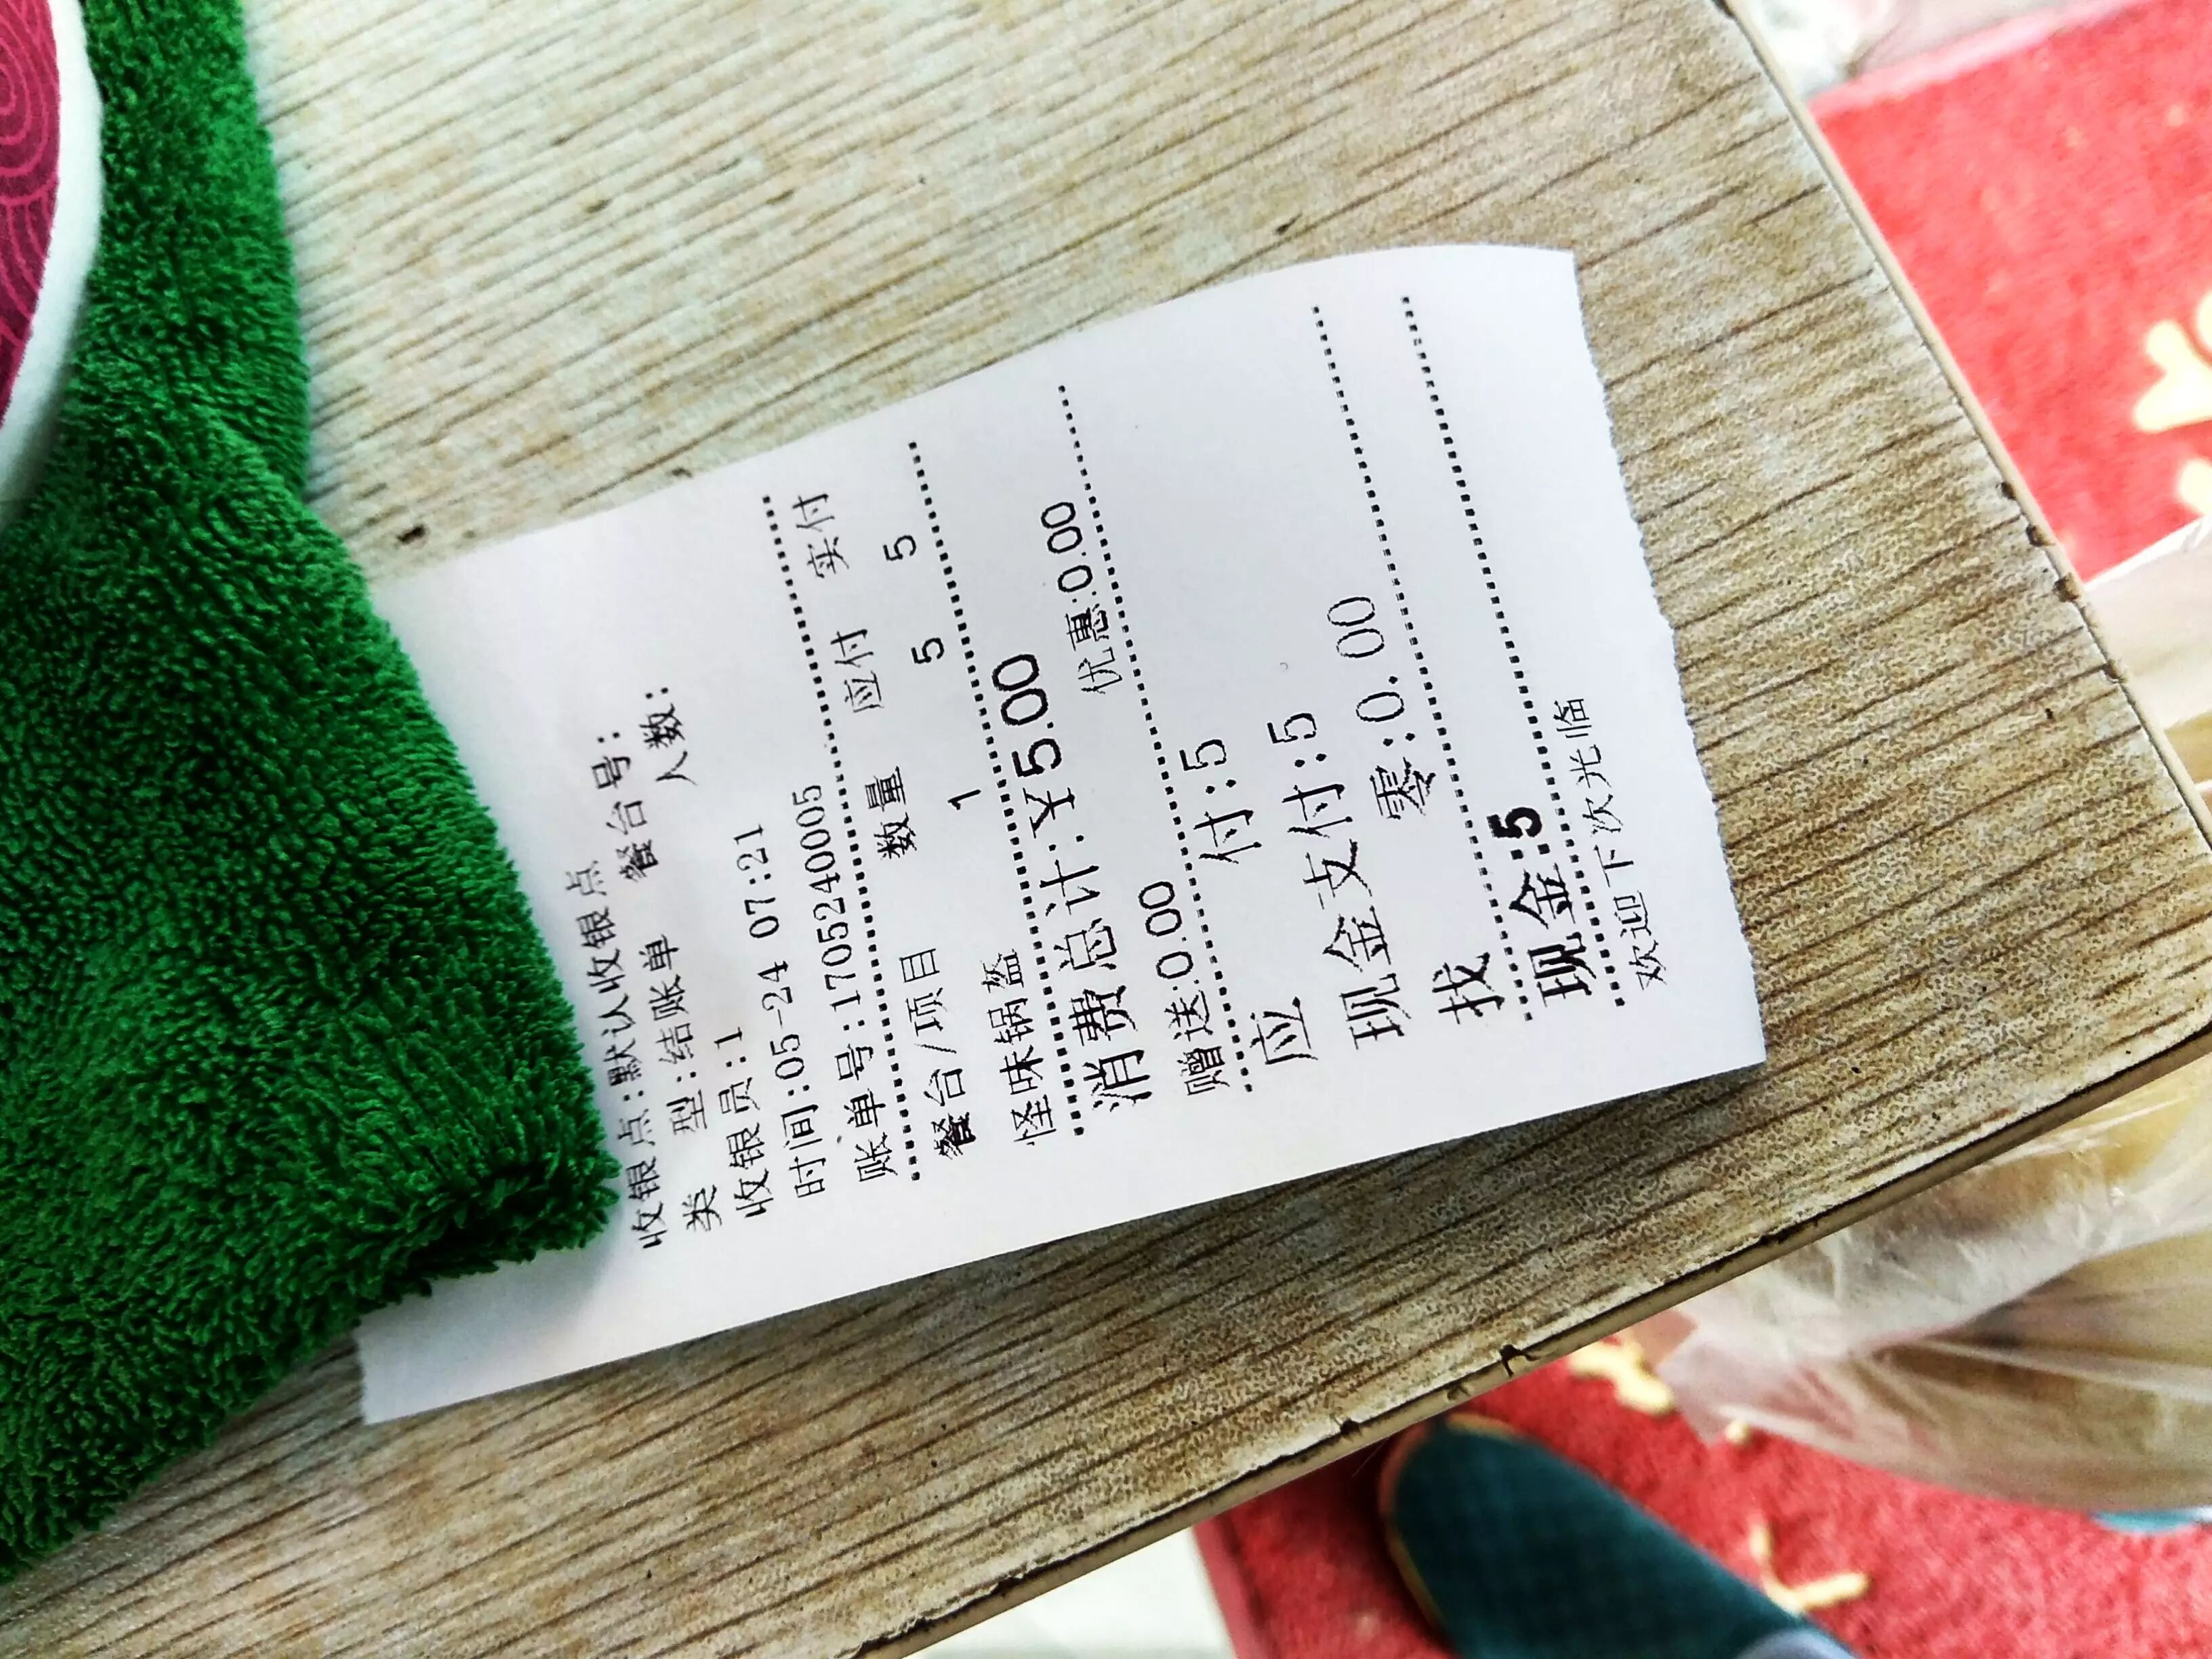 收银点:默认收银点
类 型:结账单 餐台号:
收银员:1 人数:
时间:05-24 07:21
账单号:1705240005
餐台/项目 数量 应付 实付
怪味锅盔 1 5 5
消费总计:¥5.00
赠送:0.00 优惠:0.00
应 付:5
现金支付:5
找 零:0.00
现金:5
欢迎下次光临